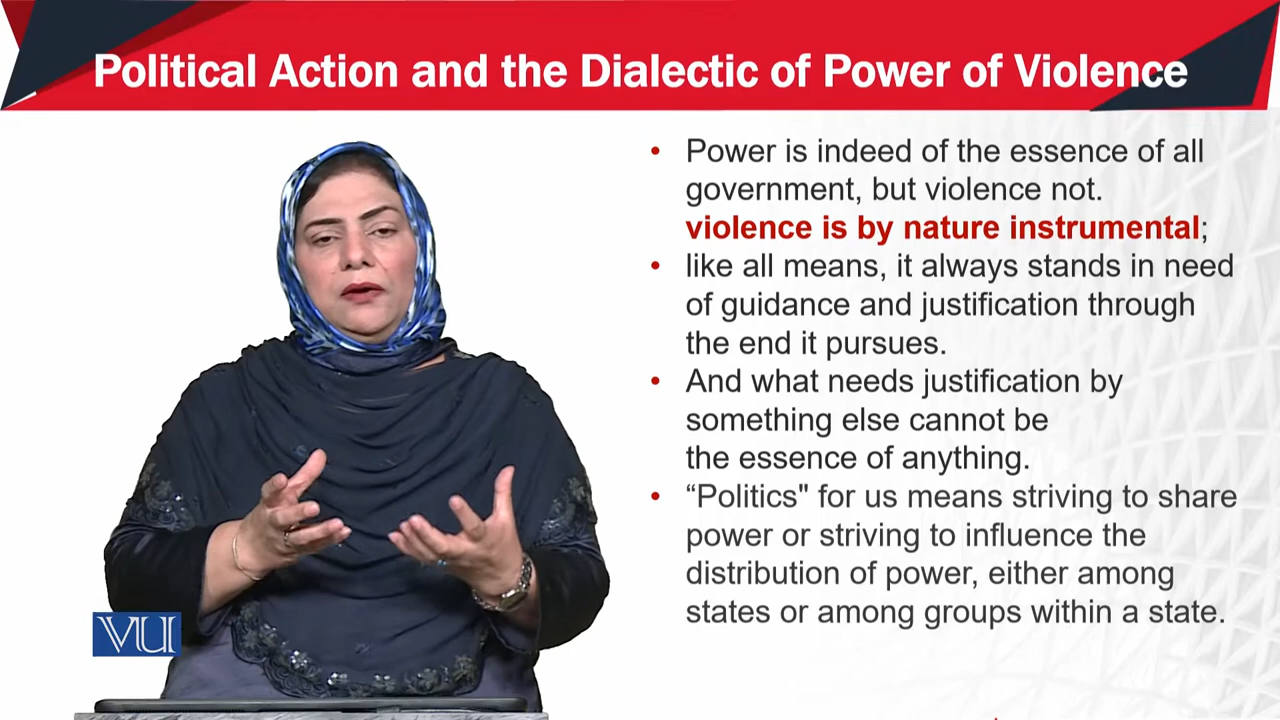 Political Action and the Dialectic of Power of Violence
• Power is indeed of the essence of all
government, but violence not.
violence is by nature instrumental;
• like all means, it always stands in need
of guidance and justification through
the end it pursues.
• And what needs justification by
something else cannot be
the essence of anything.
• “Politics" for us means striving to share
power or striving to influence the
distribution of power, either among
states or among groups within a state.
VU